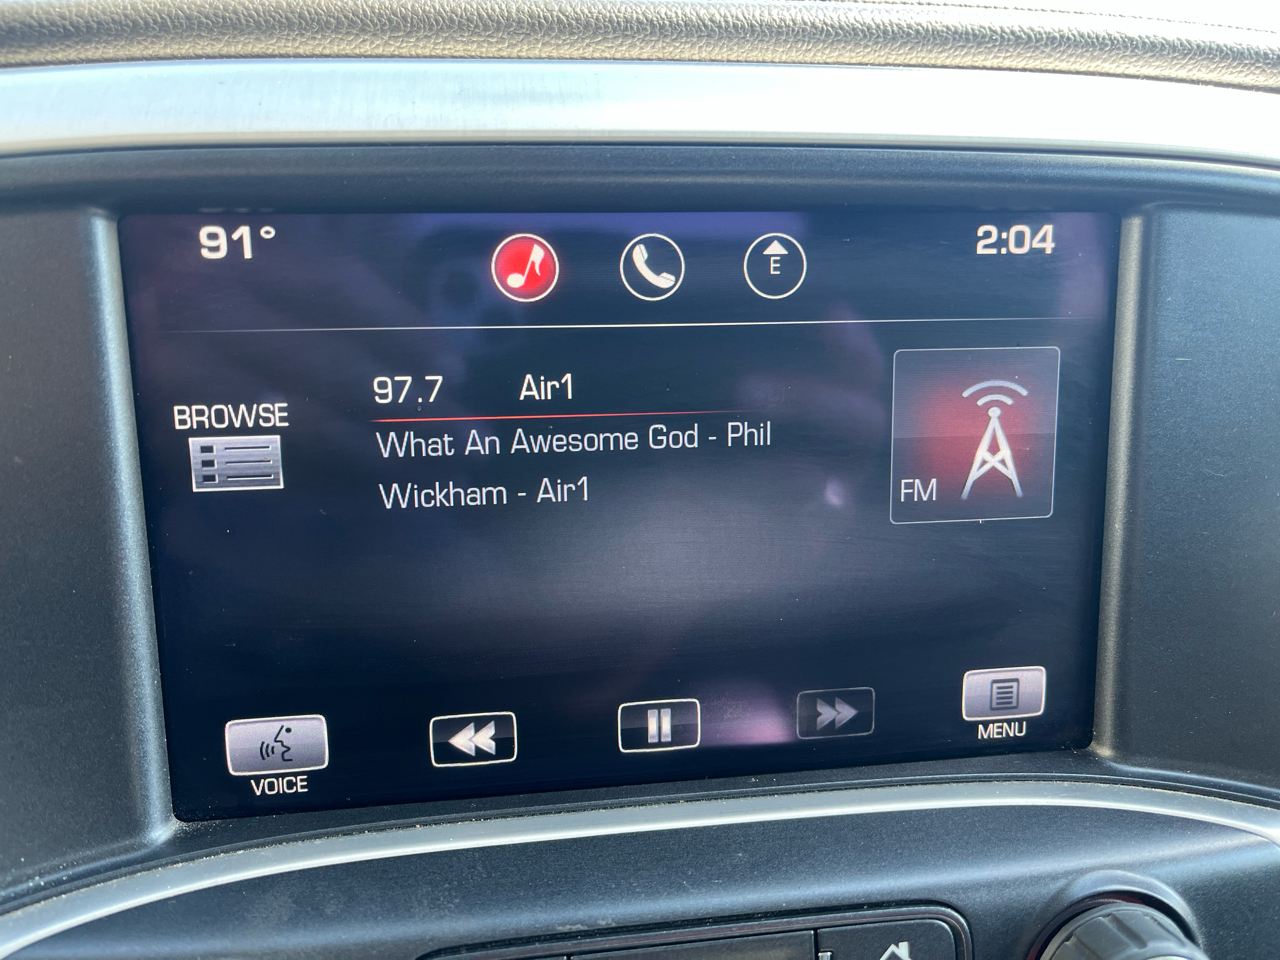 91°
E
2:04
97.7 Air1
BROWSE
What An Awesome God - Phil
Wickham - Air1
FM
VOICE
MENU